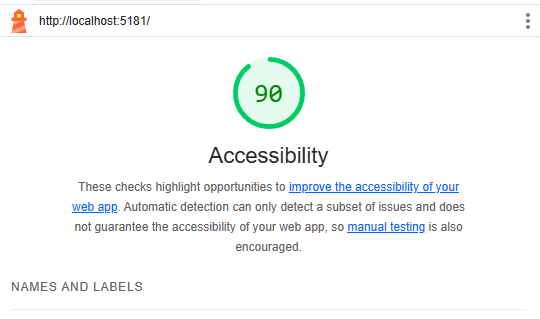 http://localhost:5181/
90
Accessibility
These checks highlight opportunities to improve the accessibility of your
web app. Automatic detection can only detect a subset of issues and does
not guarantee the accessibility of your web app, so manual testing is also
encouraged.
NAMES AND LABELS